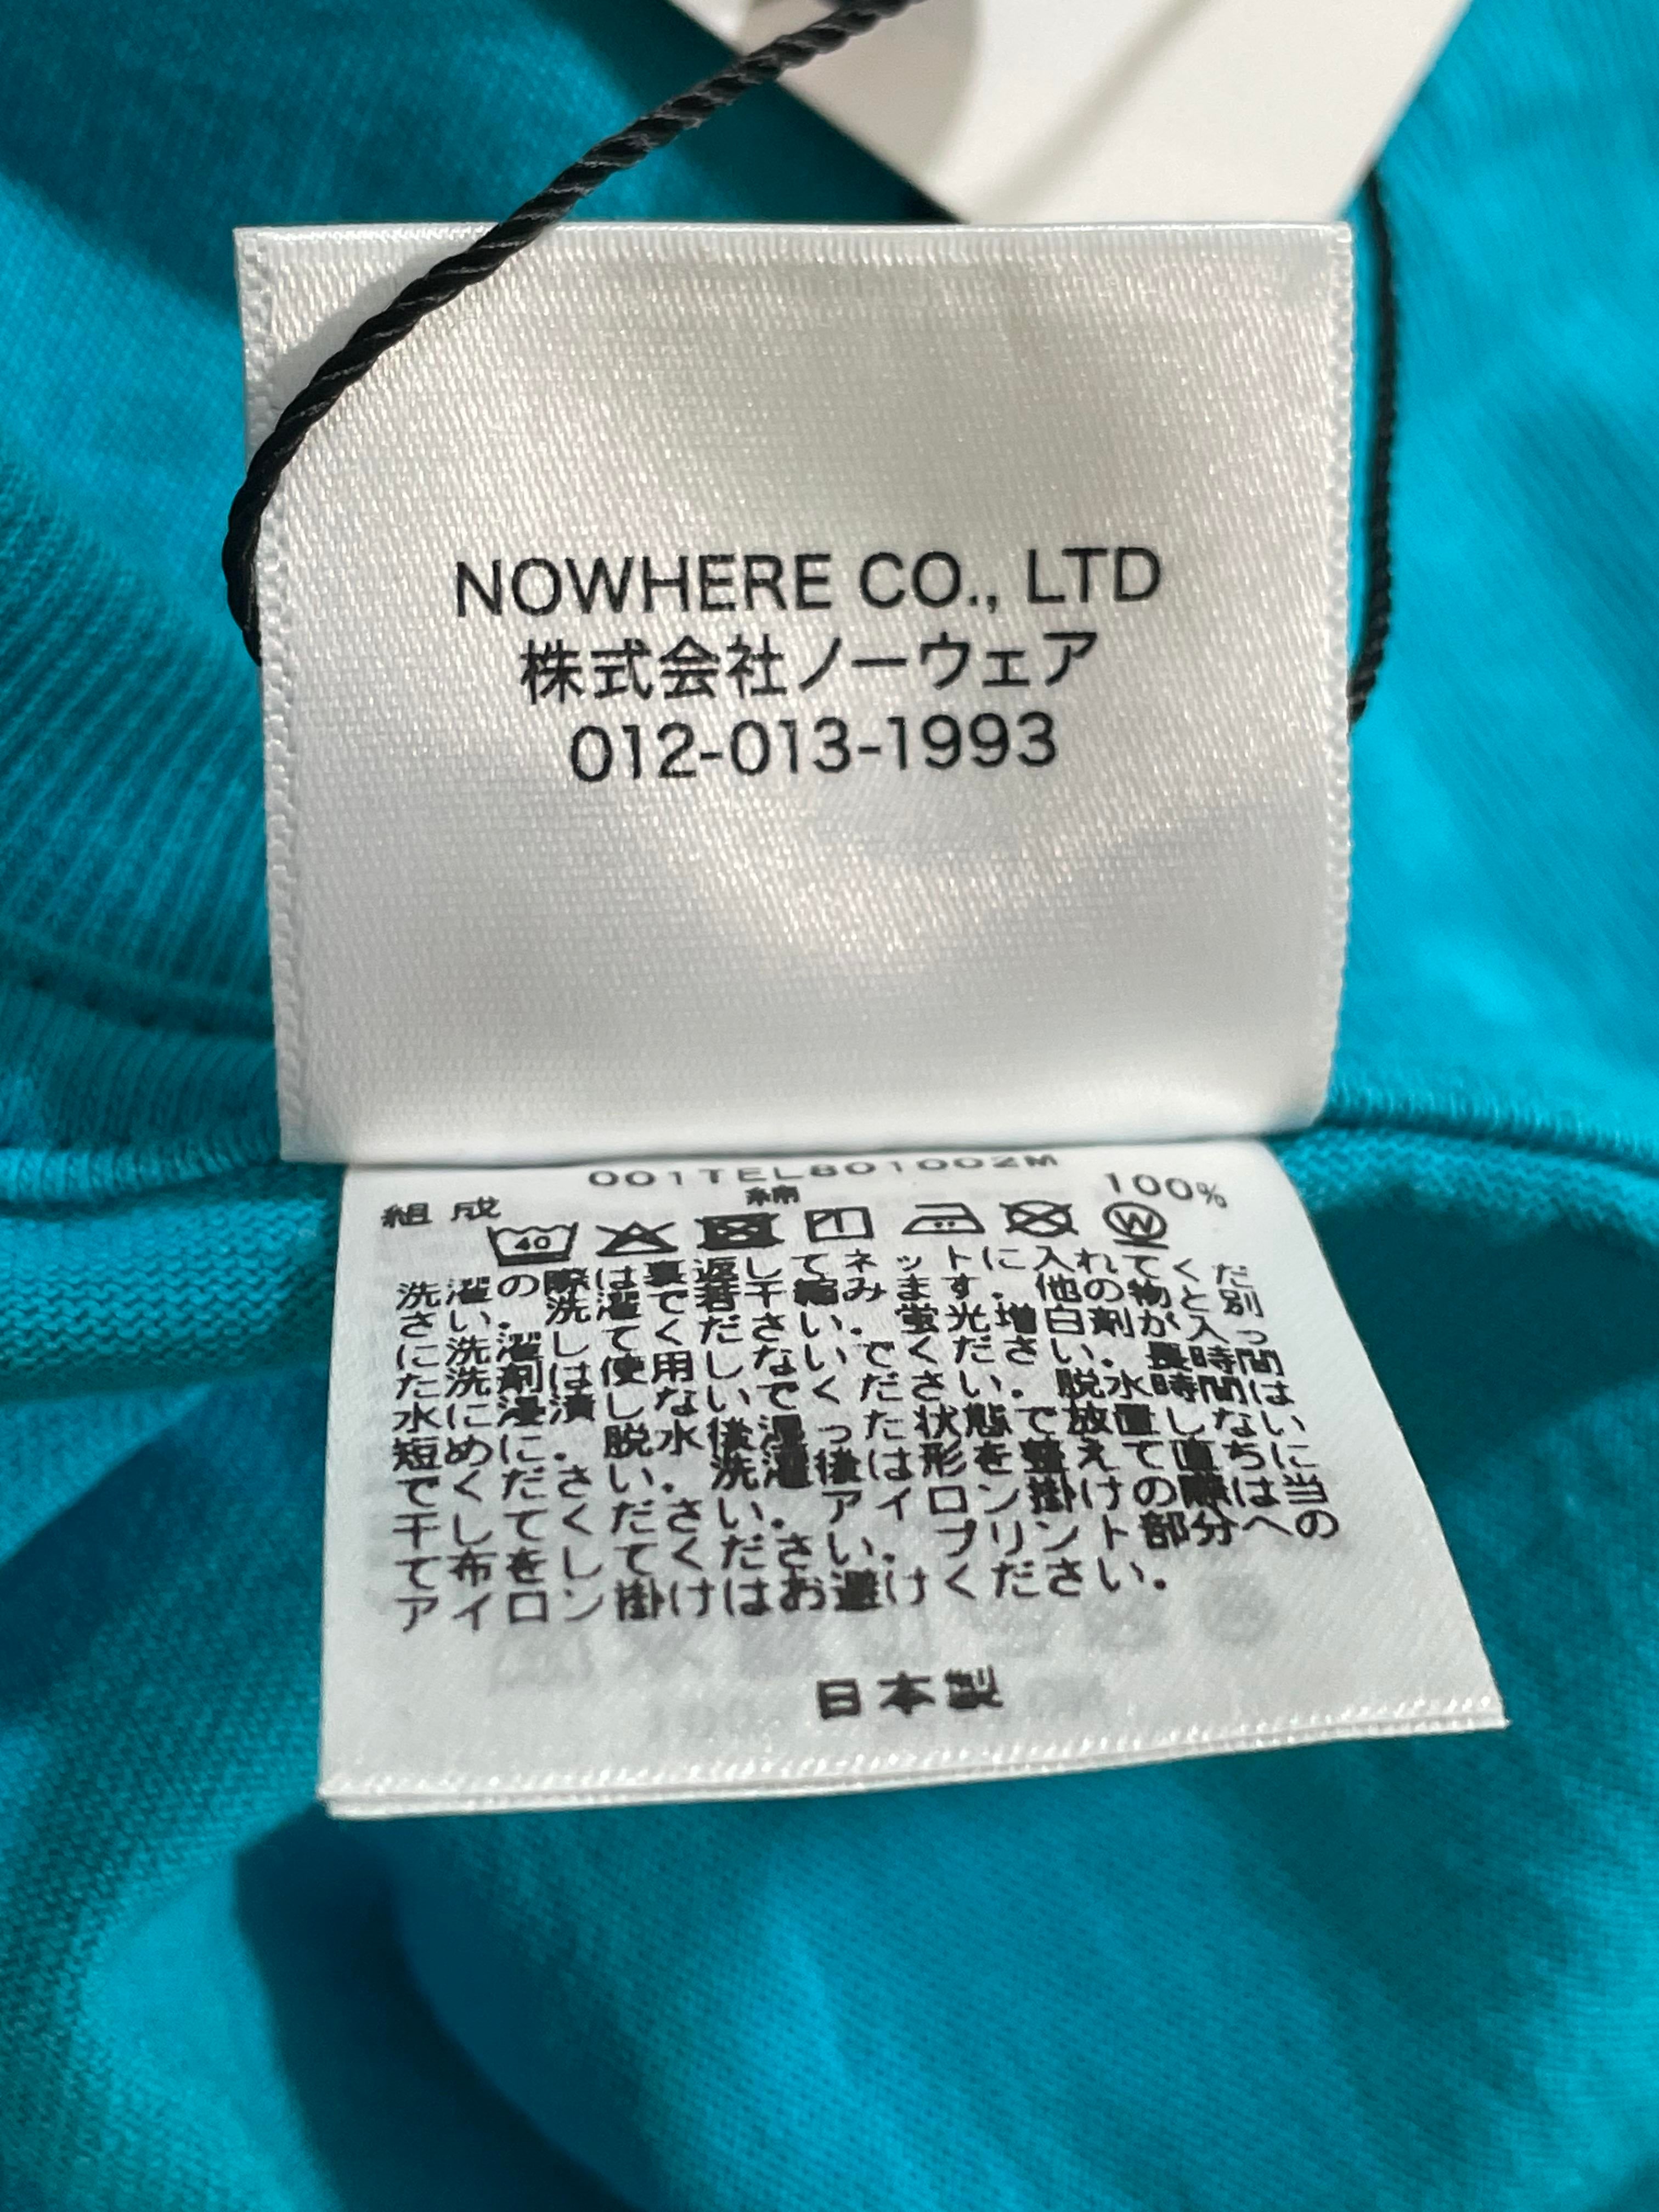 NOWHERE CO., LTD
株式会社ノーウェア
012-013-1993
001TEL801002M
組成 綿 100%
40 W
洗濯の際は裏返してネットに入れてくだ
さい。洗濯で若干縮みます。他の物と別
に洗濯してください。蛍光増白剤が入っ
た洗剤は使用しないでください。長時間
水に浸漬しないでください。脱水時間は
短めに。脱水後湿った状態で放置しない
でください。洗濯後は形を整えて直ちに
干してください。アイロン掛けの際は当
て布をしてください。プリント部分への
アイロン掛けはお避けください。
日本製